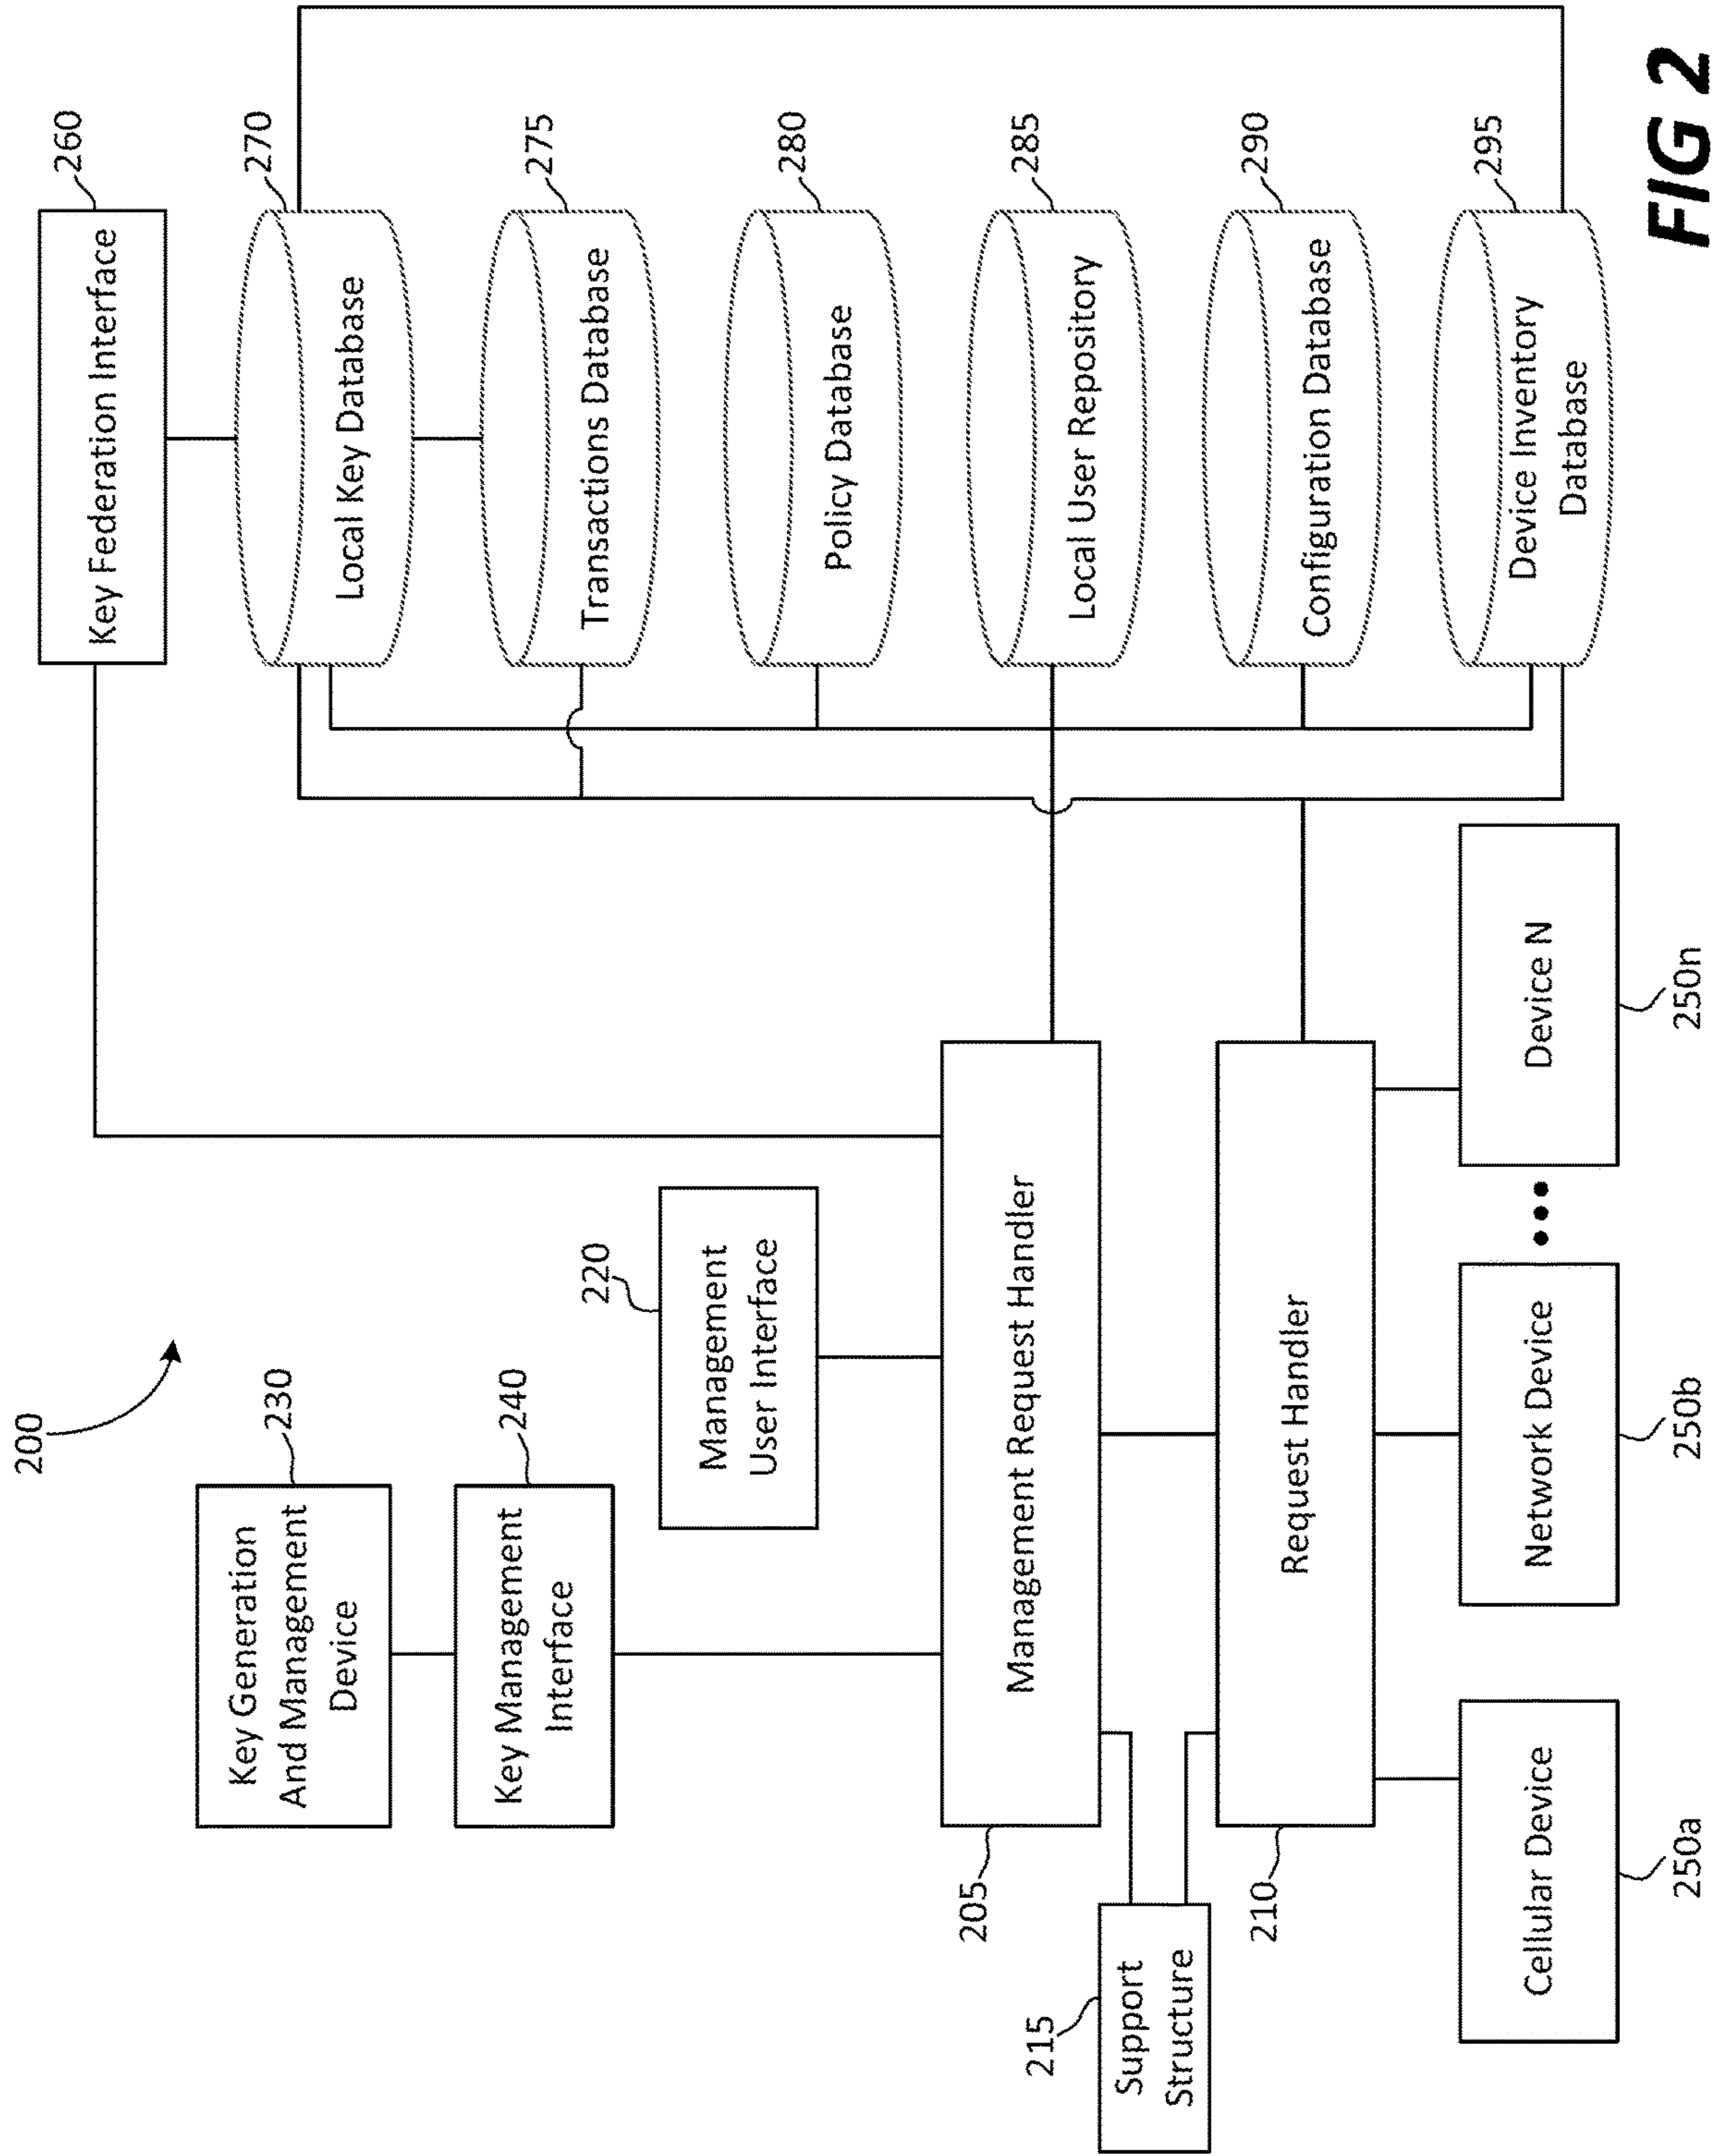 200
Key Generation
And Management
Device
230
Key Management
Interface
240
Management
User Interface
220
Key Federation Interface
260
Local Key Database
270
Transactions Database
275
Policy Database
280
Local User Repository
285
Configuration Database
290
Device Inventory
Database
295
Management Request Handler
205
Request Handler
210
Support
Structure
215
Cellular Device
250a
Network Device
250b
Device N
250n
FIG 2